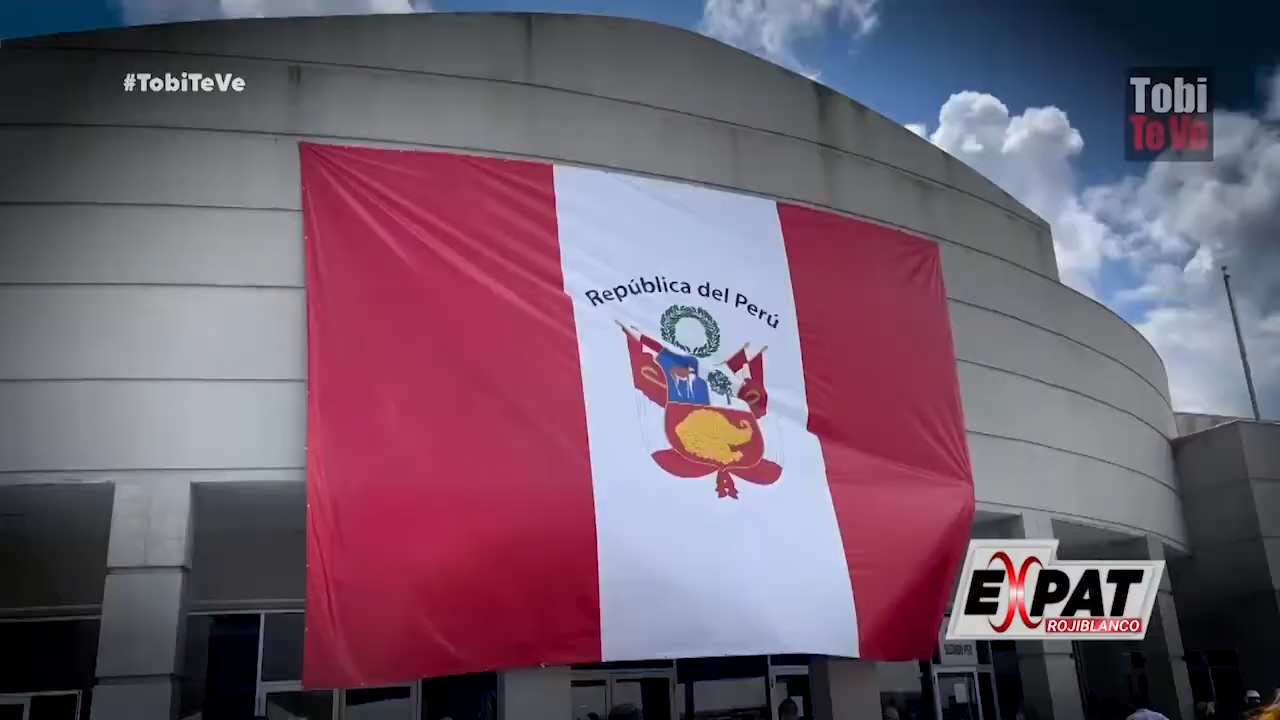 #TobiTeVe
Tobi
Te Ve
República del Perú
EXPAT
ROJIBLANCO